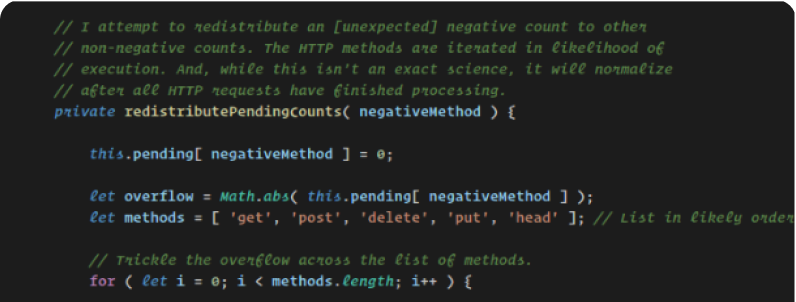 // I attempt to redistribute an [unexpected] negative count to other
// non-negative counts. The HTTP methods are iterated in likelihood of
// execution. And, while this isn't an exact science, it will normalize
// after all HTTP requests have finished processing.
private redistributePendingCounts( negativeMethod ) {
this.pending[ negativeMethod ] = 0;
let overflow = Math.abs( this.pending[ negativeMethod ] );
let methods = [ 'get', 'post', 'delete', 'put', 'head' ]; // List in likely order
// Trickle the overflow across the list of methods.
for ( let i = 0; i < methods.length; i++ ) {